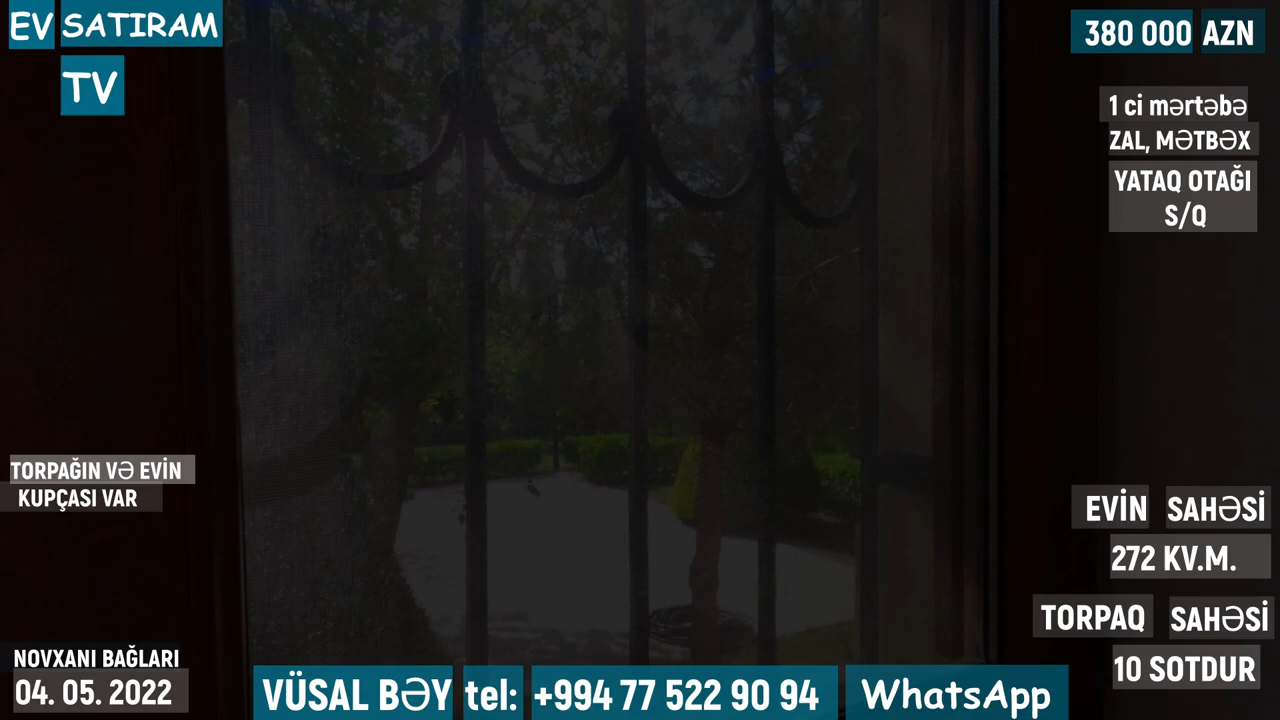 EV SATIRAM
TV
380 000 AZN
1 ci mərtəbə
ZAL, MƏTBƏX
YATAQ OTAĞI
S/Q
TORPAĞIN VƏ EVİN
KUPÇASI VAR
EVİN SAHƏSİ
272 KV.M.
TORPAQ SAHƏSİ
10 SOTDUR
NOVXANI BAĞLARI
04. 05. 2022
VÜSAL BƏY tel: +994 77 522 90 94 WhatsApp